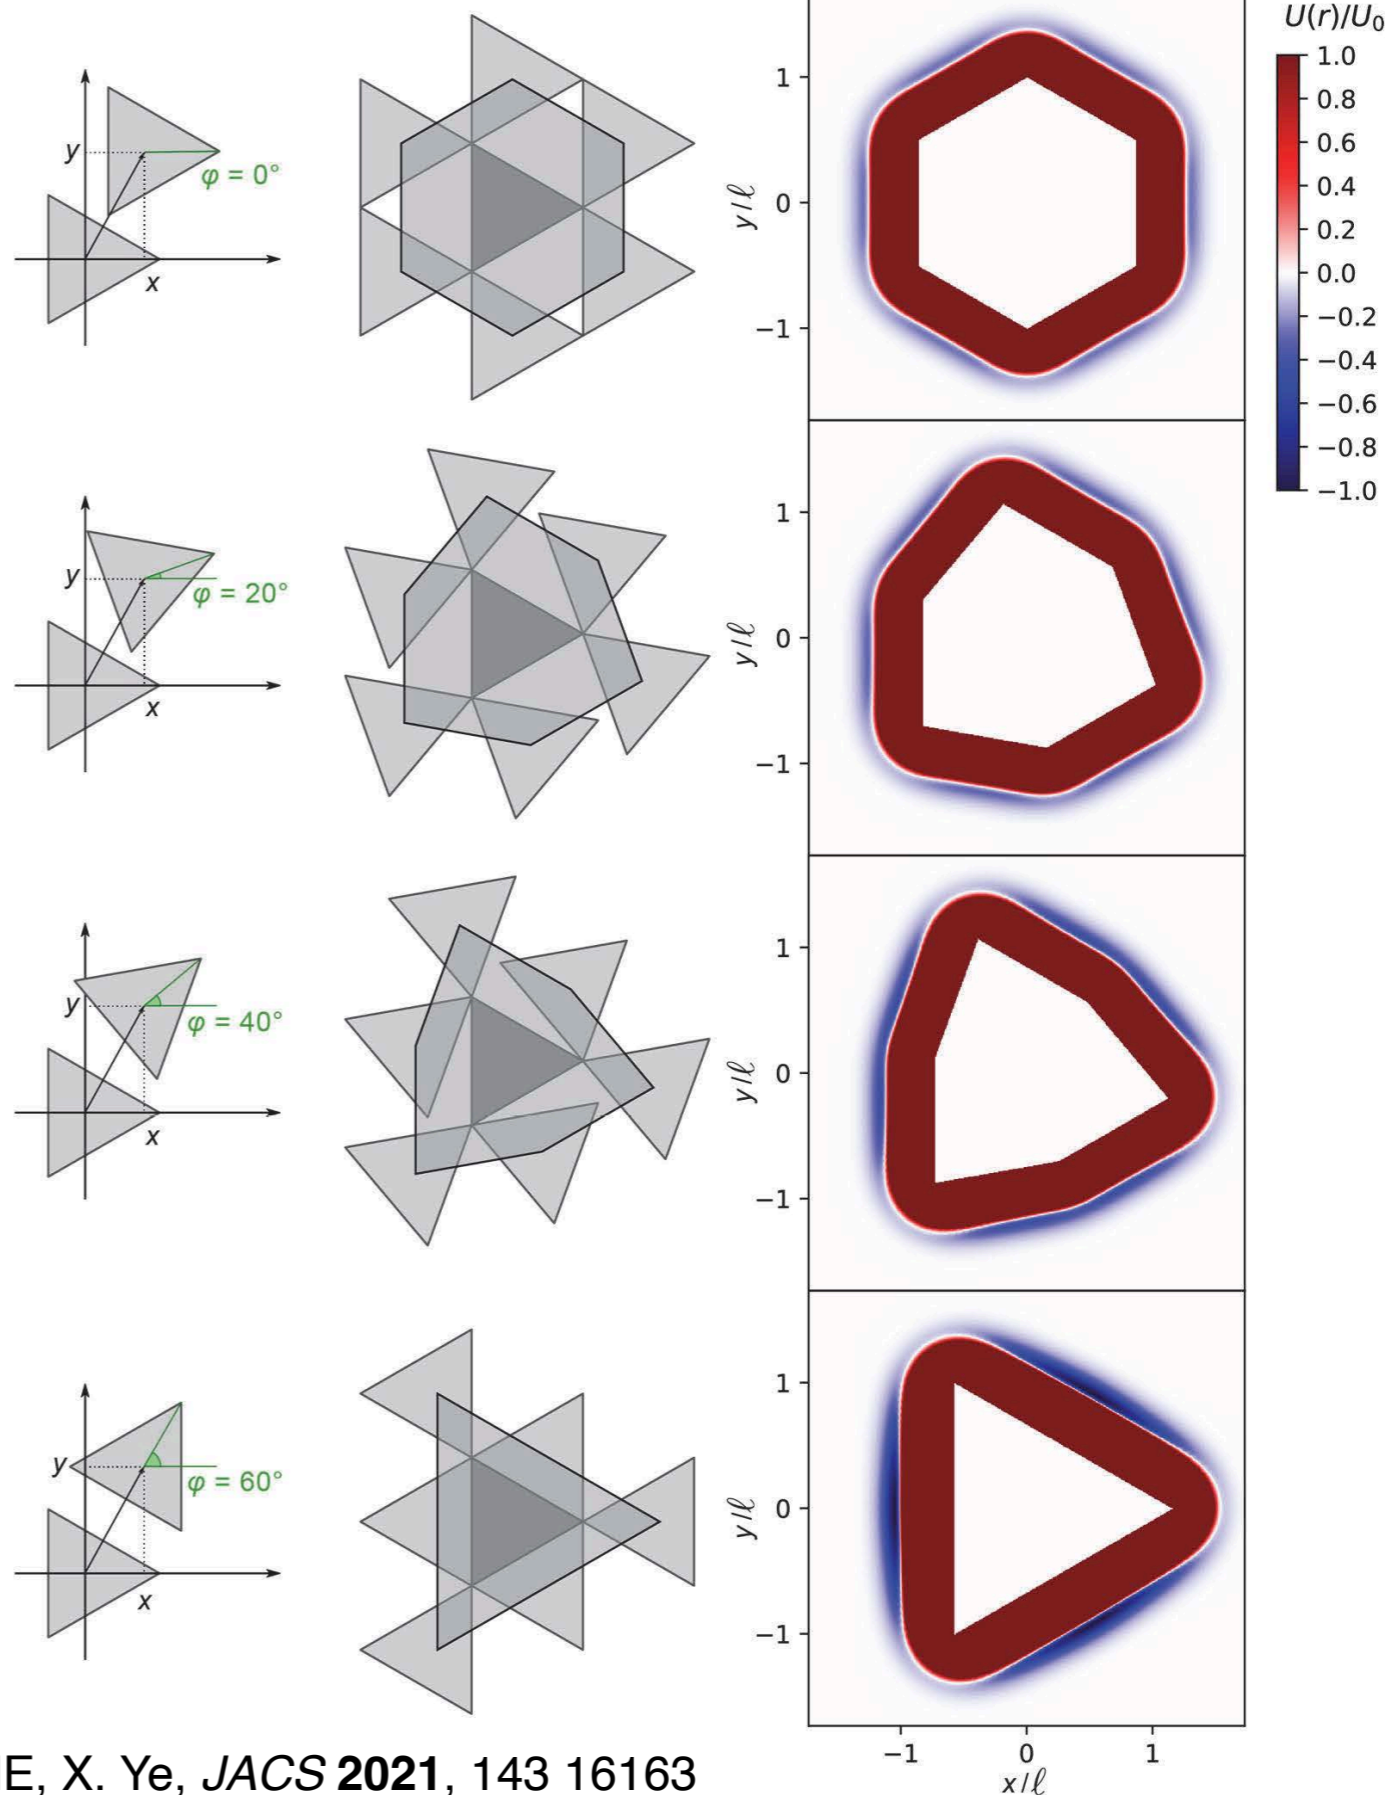 U(r)/U₀
1.0
0.8
0.6
0.4
0.2
0.0
−0.2
−0.4
−0.6
−0.8
−1.0
y
φ = 0°
x
y/ℓ
1
0
−1
y
φ = 20°
x
y/ℓ
1
0
−1
y
φ = 40°
x
y/ℓ
1
0
−1
y
φ = 60°
x
y/ℓ
1
0
−1
−1 0 1
x/ℓ
E, X. Ye, JACS 2021, 143 16163